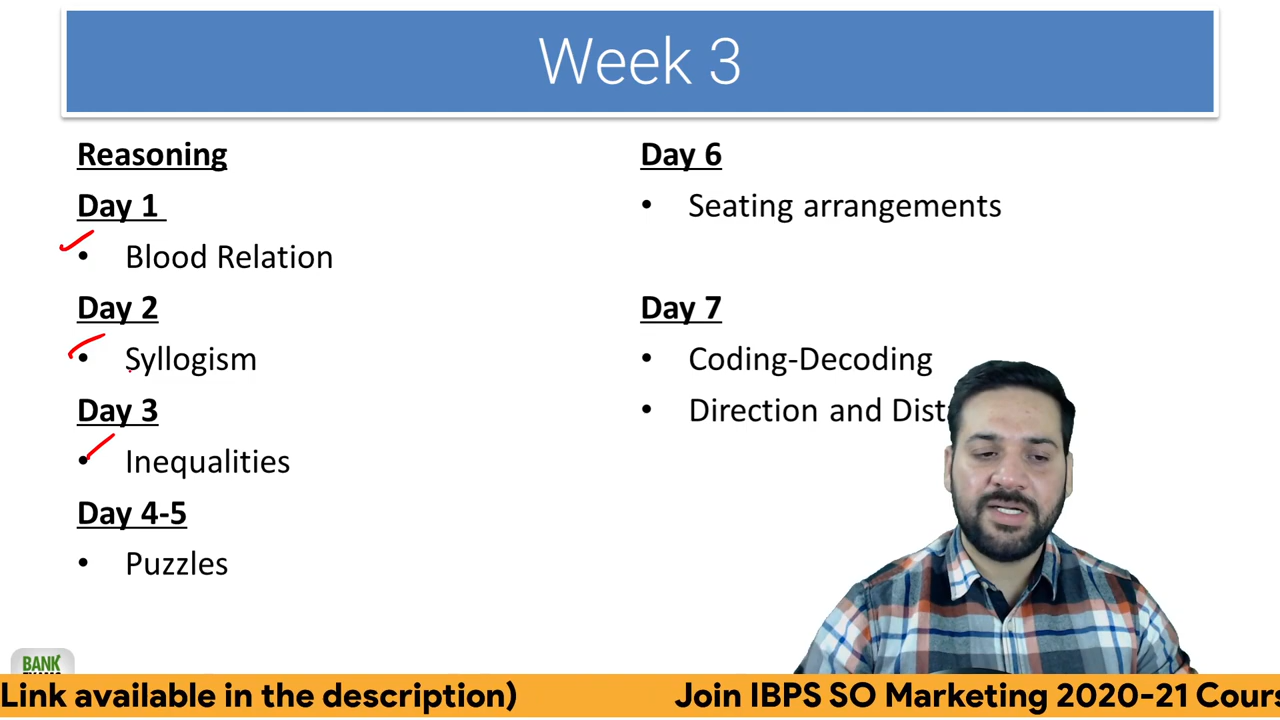 Week 3
Reasoning
Day 1
• Blood Relation
Day 2
• Syllogism
Day 3
• Inequalities
Day 4-5
• Puzzles
Day 6
• Seating arrangements
Day 7
• Coding-Decoding
• Direction and
BANK
Link available in the description)
Join IBPS SO Marketing 2020-21